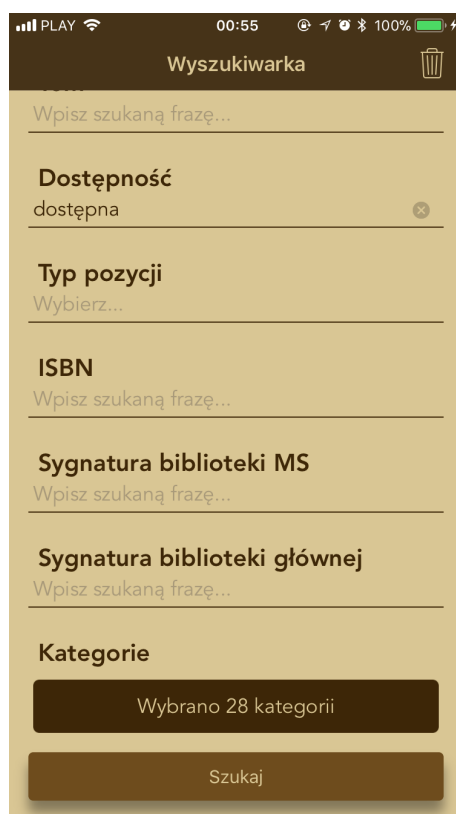 PLAY 00:55 100%
Wyszukiwarka
Wpisz szukaną frazę...
Dostępność
dostępna
Typ pozycji
Wybierz...
ISBN
Wpisz szukaną frazę...
Sygnatura biblioteki MS
Wpisz szukaną frazę...
Sygnatura biblioteki głównej
Wpisz szukaną frazę...
Kategorie
Wybrano 28 kategorii
Szukaj